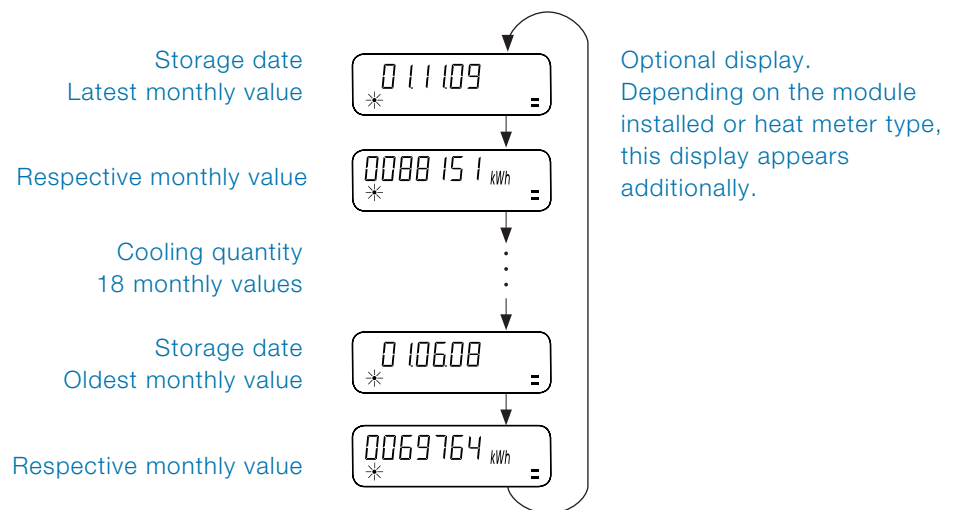 Storage date
Latest monthly value
01.11.09
Optional display.
Depending on the module
installed or heat meter type,
this display appears
additionally.
Respective monthly value
0088151 kWh
Cooling quantity
18 monthly values
Storage date
Oldest monthly value
01.06.08
Respective monthly value
0069764 kWh